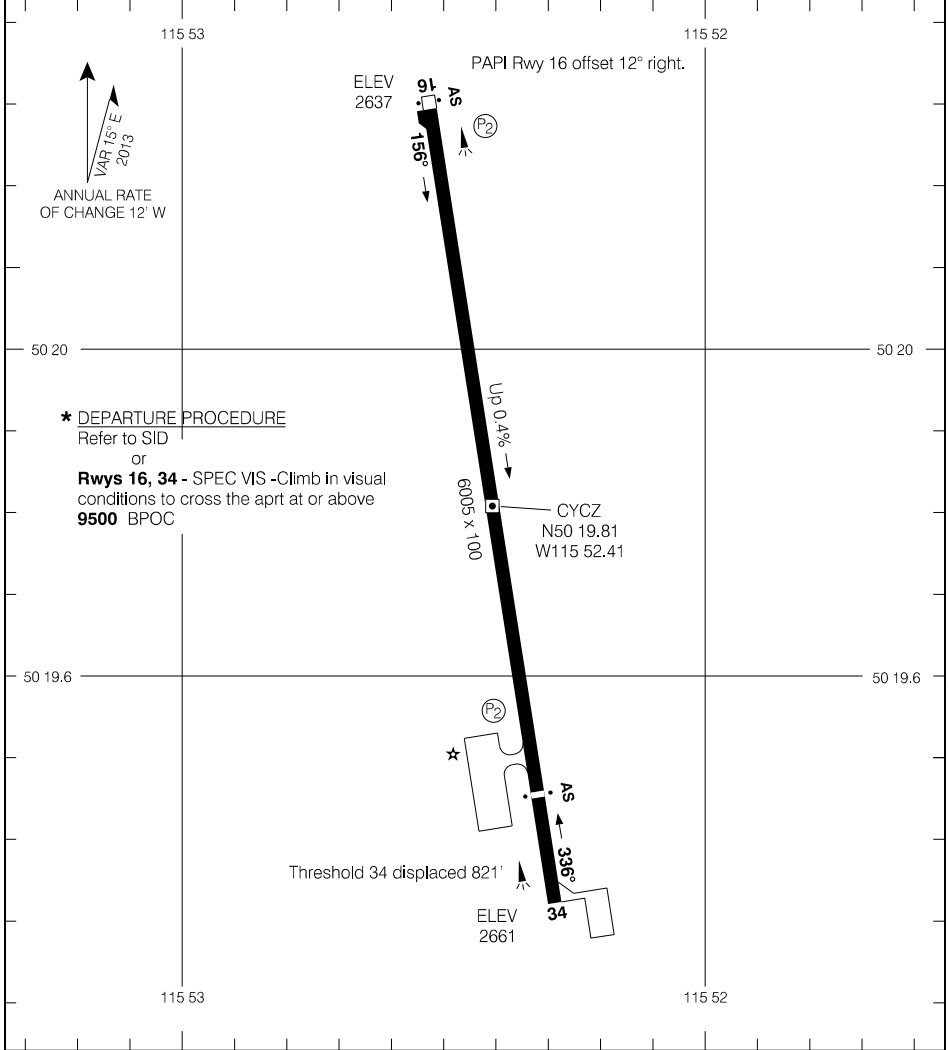 115 53
115 52
PAPI Rwy 16 offset 12° right.
ELEV
2637
16
AS
P2
156°
VAR 15° E
2013
ANNUAL RATE
OF CHANGE 12' W
50 20
50 20
* DEPARTURE PROCEDURE
Refer to SID
or
Rwys 16, 34 - SPEC VIS -Climb in visual
conditions to cross the aprt at or above
9500 BPOC
Up 0.4%
6005 x 100
CYCZ
N50 19.81
W115 52.41
50 19.6
50 19.6
P2
AS
336°
Threshold 34 displaced 821'
34
ELEV
2661
115 53
115 52